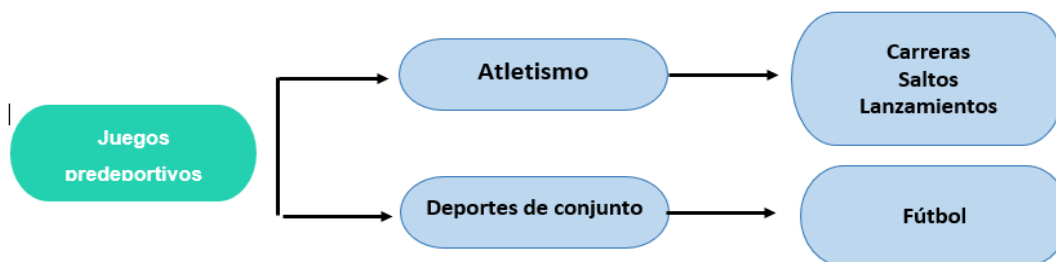 Juegos
predeportivos
Atletismo
Carreras
Saltos
Lanzamientos
Deportes de conjunto
Fútbol